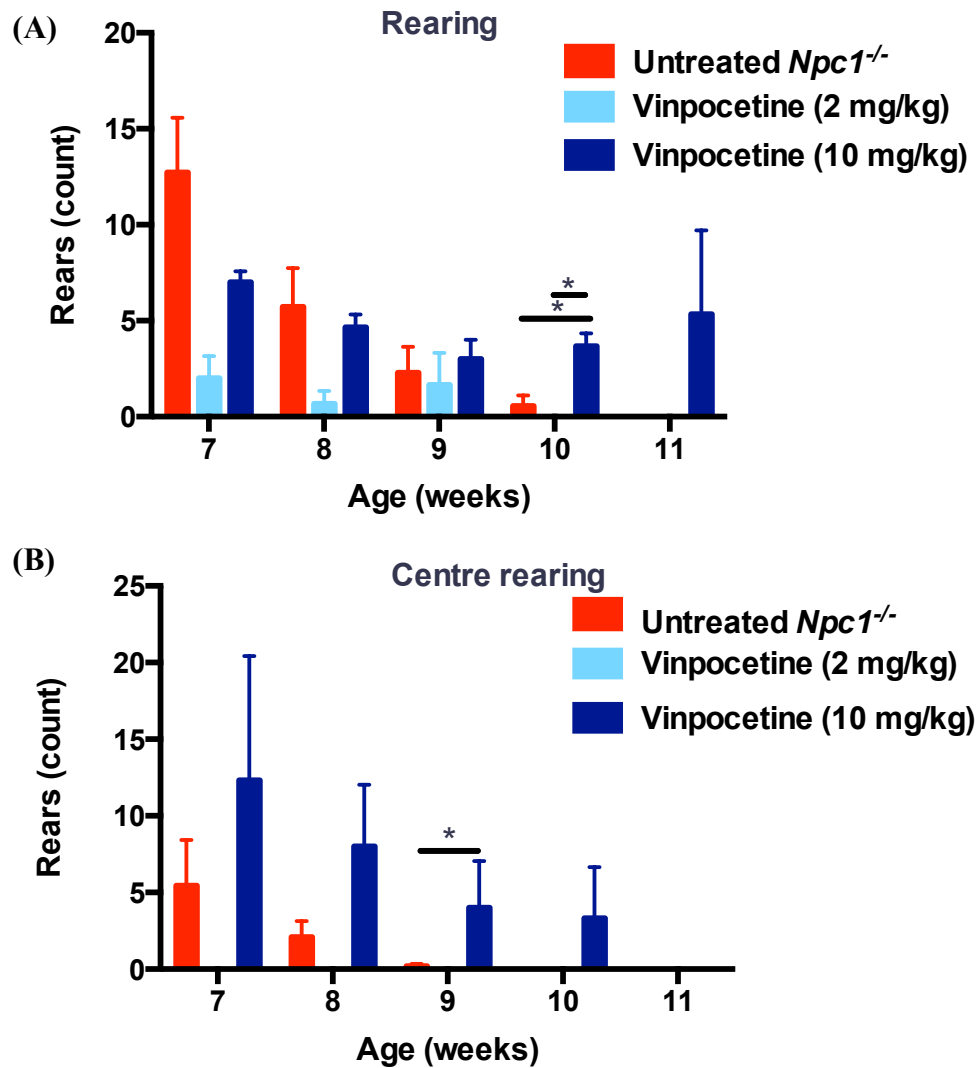 (A)
Rearing
Untreated Npc1-/-
Vinpocetine (2 mg/kg)
Vinpocetine (10 mg/kg)
Rears (count)
20
15
10
5
0
*
*
7 8 9 10 11
Age (weeks)
(B)
Centre rearing
Untreated Npc1-/-
Vinpocetine (2 mg/kg)
Vinpocetine (10 mg/kg)
Rears (count)
25
20
15
10
5
0
*
7 8 9 10 11
Age (weeks)